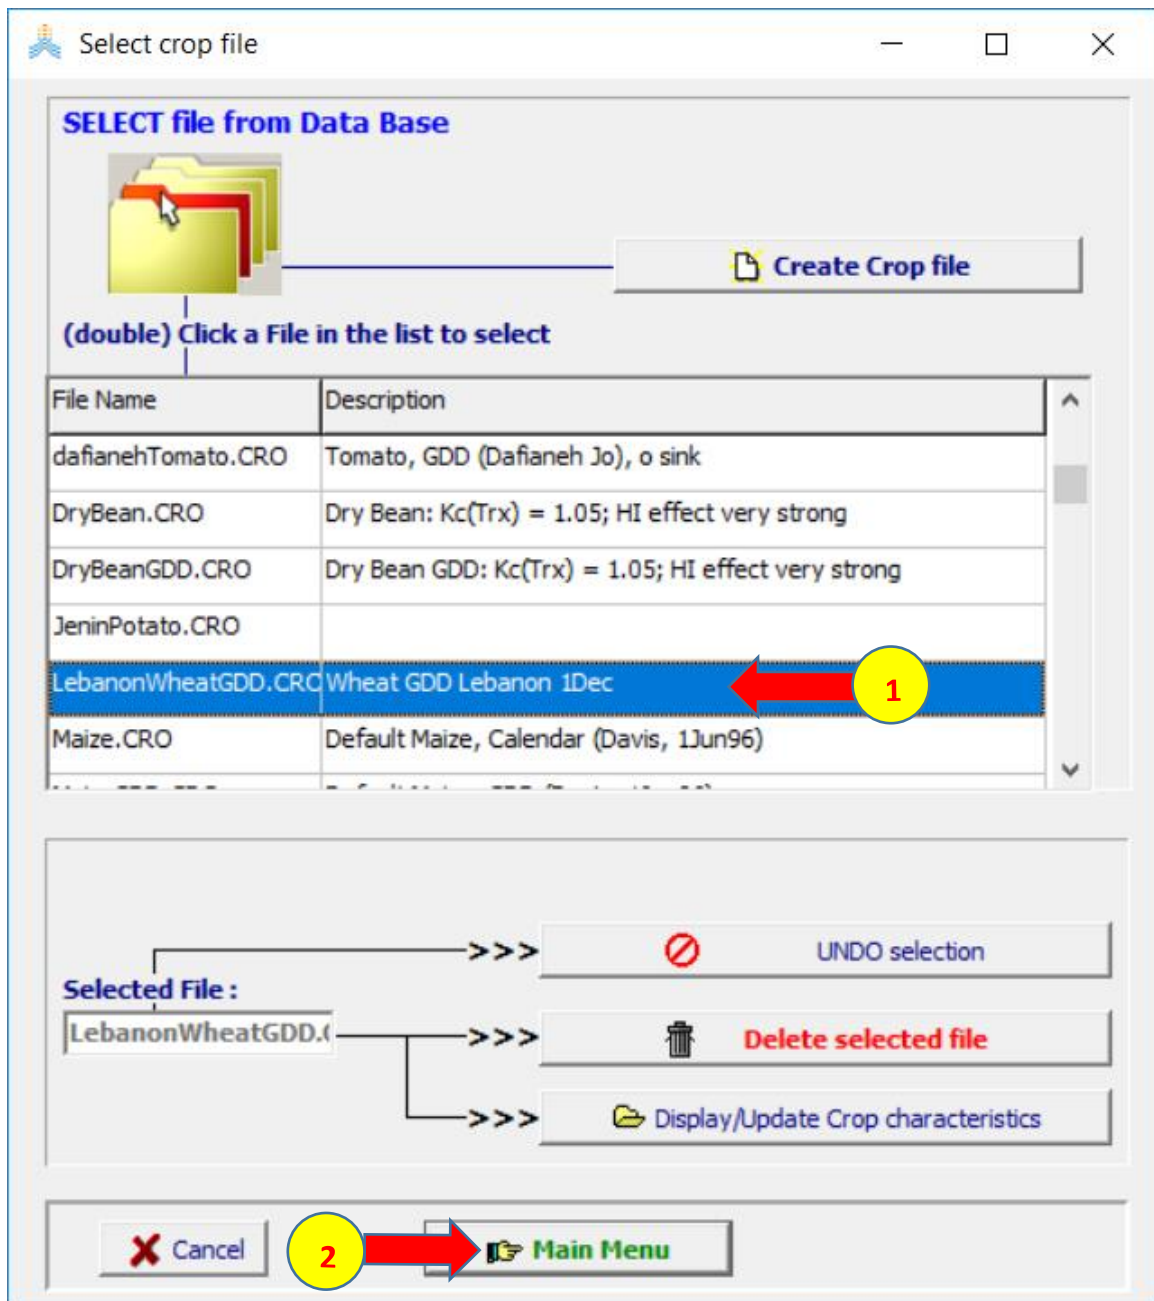 Select crop file
SELECT file from Data Base
Create Crop file
(double) Click a File in the list to select
File Name Description
dafianehTomato.CRO Tomato, GDD (Dafianeh Jo), o sink
DryBean.CRO Dry Bean: Kc(Trx) = 1.05; HI effect very strong
DryBeanGDD.CRO Dry Bean GDD: Kc(Trx) = 1.05; HI effect very strong
JeninPotato.CRO
LebanonWheatGDD.CRO Wheat GDD Lebanon 1Dec 1
Maize.CRO Default Maize, Calendar (Davis, 1Jun96)
>>> UNDO selection
Selected File :
LebanonWheatGDD. >>> Delete selected file
>>> Display/Update Crop characteristics
Cancel 2 Main Menu